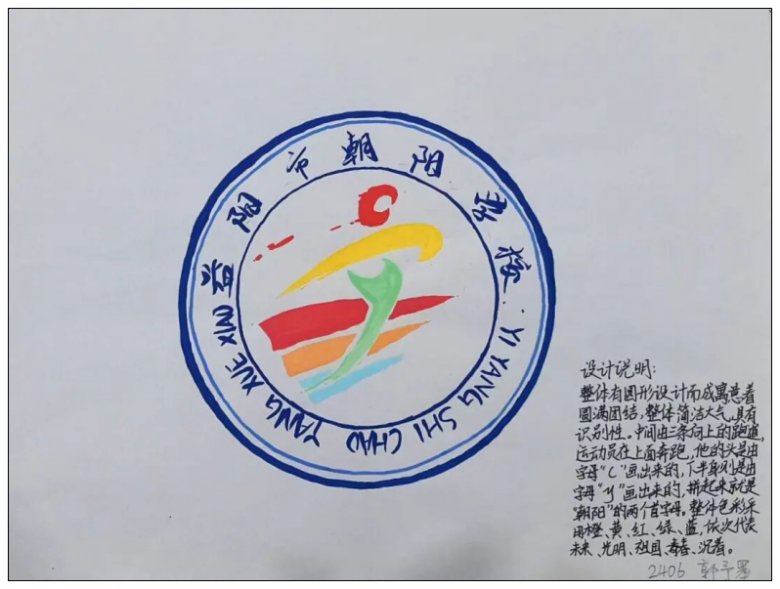 益阳市朝阳学校
YI YANG SHI CHAO YANG XUE XIAO
设计说明:
整体有圆形设计而成寓意着
圆满团结,整体简洁大气,具有
识别性。中间由三条向上的跑道,
运动员在上面奔跑,他的头是由
字母“C”画出来的,下半身则是由
字母“y”画出来的,拼起来就是
“朝阳”的两个首字母。整体色彩采
用橙、黄、红、绿、蓝,依次代表
未来、光明、祖国、青春、沉着。
2406 郭予墨